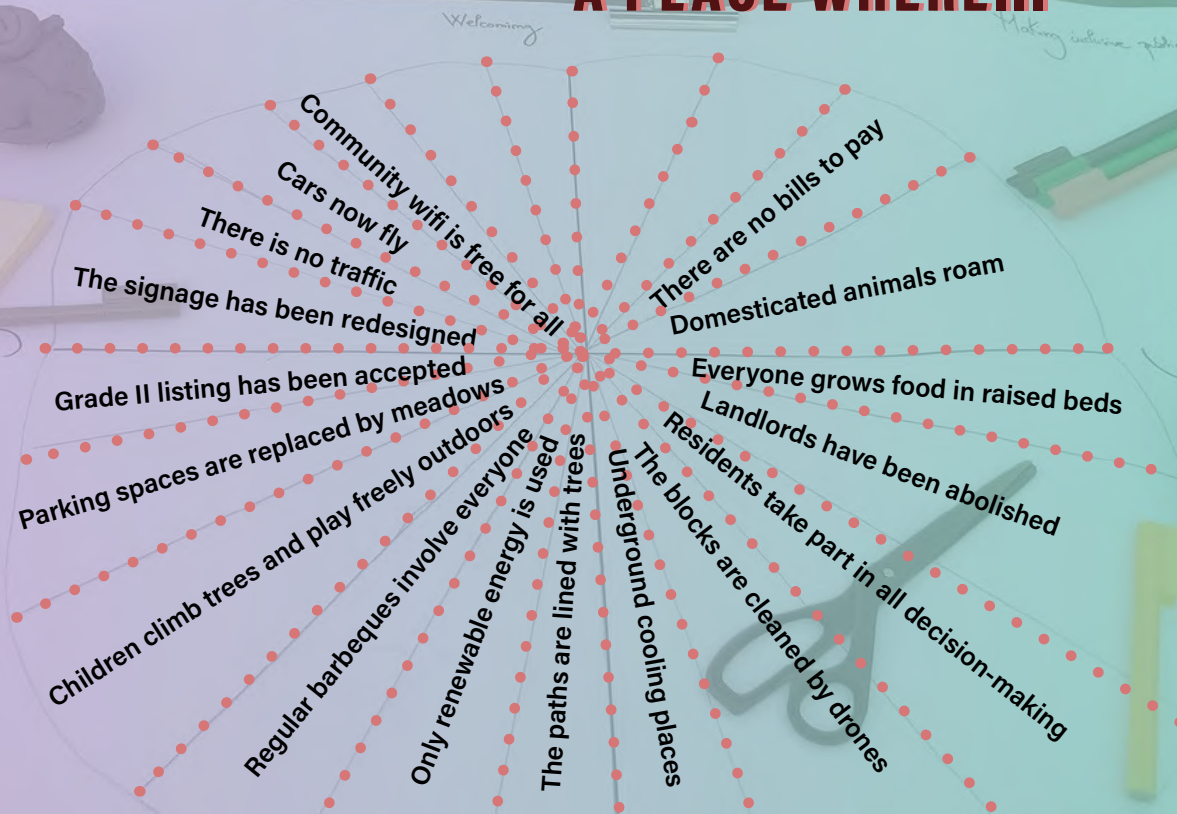 A PLACE WHERE...
Welcoming
Making inclusive
Community wifi is free for all
Cars now fly
There is no traffic
The signage has been redesigned
Grade II listing has been accepted
Parking spaces are replaced by meadows
Children climb trees and play freely outdoors
Regular barbeques involve everyone
Only renewable energy is used
The paths are lined with trees
Underground cooling places
The blocks are cleaned by drones
Residents take part in all decision-making
Landlords have been abolished
Everyone grows food in raised beds
Domesticated animals roam
There are no bills to pay